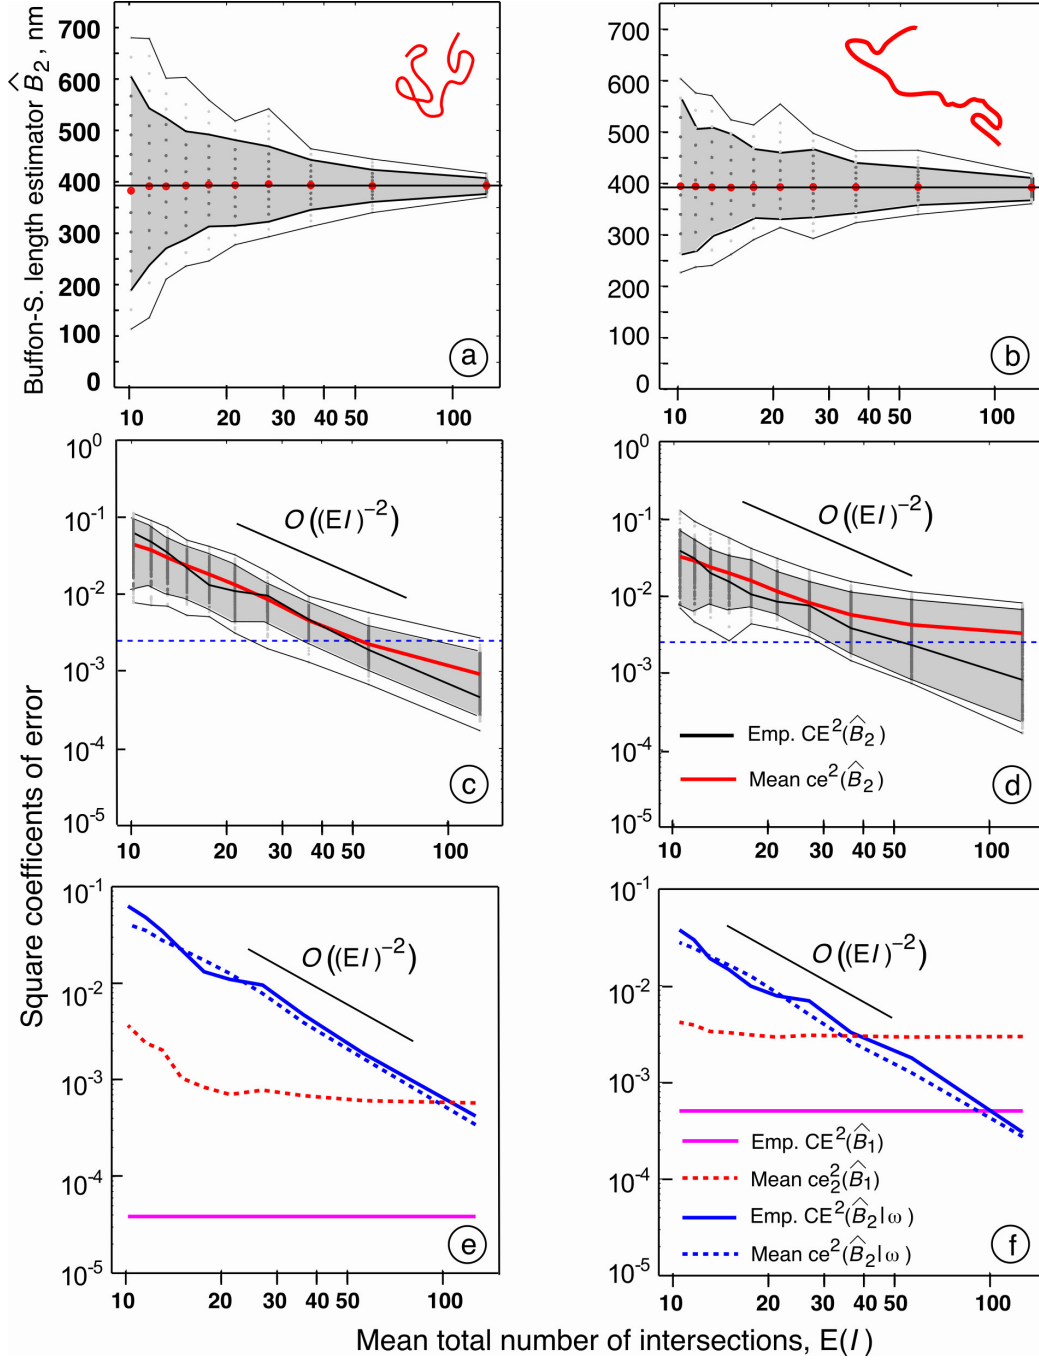 Buffon-S. length estimator B̂₂, nm
700
600
500
400
300
200
100
0
10 20 30 40 50 100
a
700
600
500
400
300
200
100
0
10 20 30 40 50 100
b
Square coefficents of error
10⁰
10⁻¹
10⁻²
10⁻³
10⁻⁴
10⁻⁵
O((EI)⁻²)
c
10 20 30 40 50 100
10⁰
10⁻¹
10⁻²
10⁻³
10⁻⁴
10⁻⁵
O((EI)⁻²)
Emp. CE²(B̂₂)
Mean ce²(B̂₂)
d
10 20 30 40 50 100
10⁻¹
10⁻²
10⁻³
10⁻⁴
10⁻⁵
O((EI)⁻²)
e
10 20 30 40 50 100
10⁻¹
10⁻²
10⁻³
10⁻⁴
10⁻⁵
O((EI)⁻²)
Emp. CE²(B̂₁)
Mean ce₂²(B̂₁)
Emp. CE²(B̂₂|ω)
Mean ce²(B̂₂|ω)
f
10 20 30 40 50 100
Mean total number of intersections, E(I)